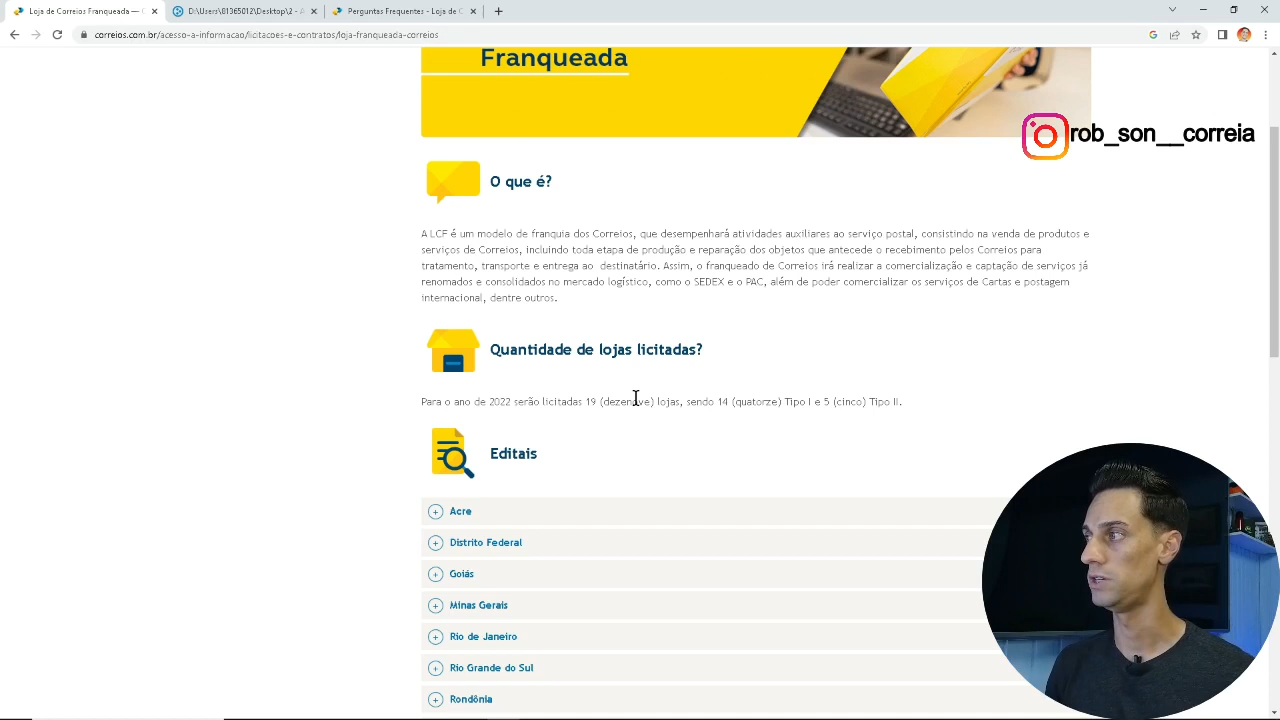 Loja de Correios Franqueada — C
D:\Users\81365012\Desktop\2 - A
Perguntas Frequentes - Loja de C
correios.com.br/acesso-a-informacao/licitacoes-e-contratos/loja-franqueada-correios
Franqueada
rob_son__correia
O que é?
A LCF é um modelo de franquia dos Correios, que desempenhará atividades auxiliares ao serviço postal, consistindo na venda de produtos e
serviços de Correios, incluindo toda etapa de produção e reparação dos objetos que antecede o recebimento pelos Correios para
tratamento, transporte e entrega ao destinatário. Assim, o franqueado de Correios irá realizar a comercialização e captação de serviços já
renomados e consolidados no mercado logístico, como o SEDEX e o PAC, além de poder comercializar os serviços de Cartas e postagem
internacional, dentre outros.
Quantidade de lojas licitadas?
Para o ano de 2022 serão licitadas 19 (dezenove) lojas, sendo 14 (quatorze) Tipo I e 5 (cinco) Tipo II.
Editais
Acre
Distrito Federal
Goiás
Minas Gerais
Rio de Janeiro
Rio Grande do Sul
Rondônia